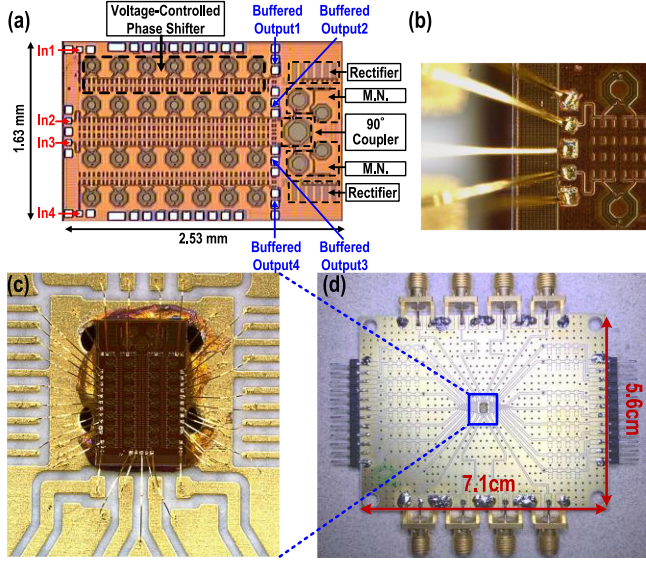 (a)
Voltage-Controlled
Phase Shifter
Buffered
Output1
Buffered
Output2
(b)
In1
In2
In3
In4
1.63 mm
2.53 mm
Rectifier
M.N.
90°
Coupler
M.N.
Rectifier
Buffered
Output4
Buffered
Output3
(c)
(d)
5.6cm
7.1cm